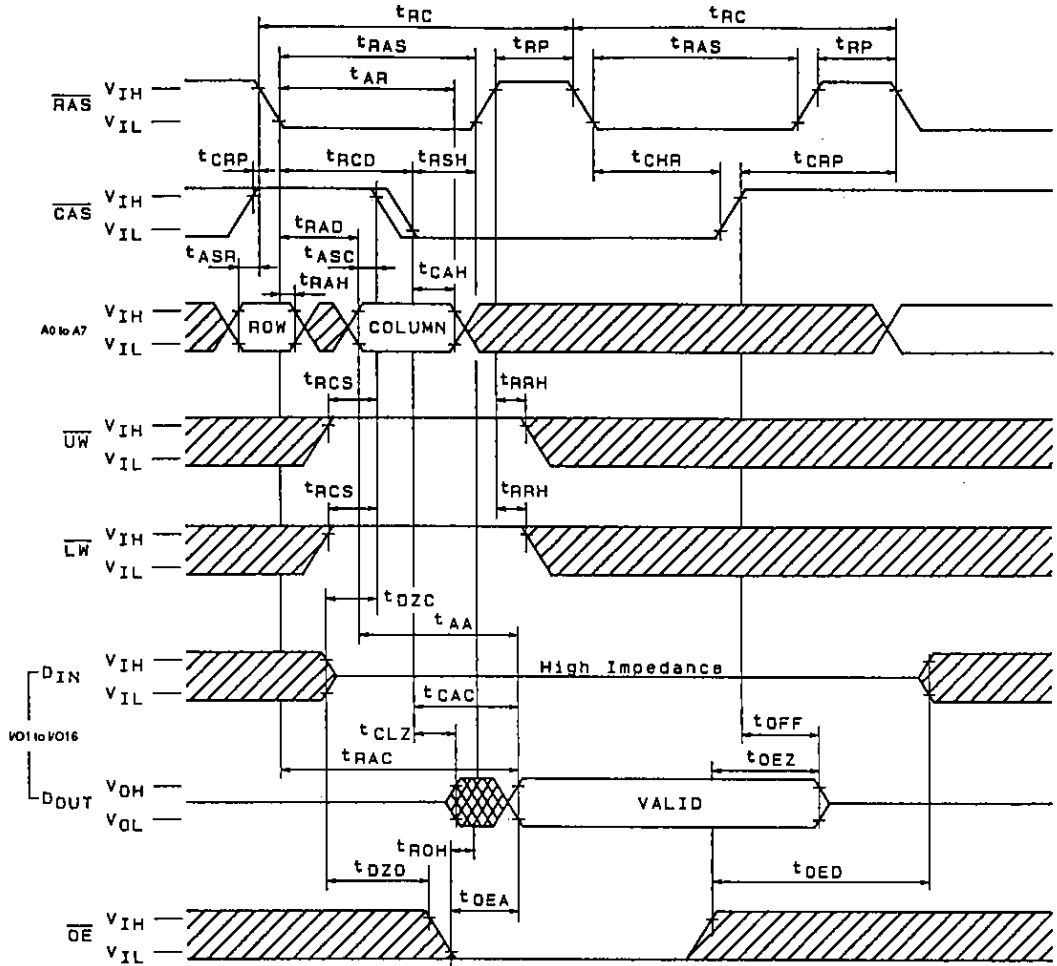 tRC tRC
tRAS tRP tRAS tRP
tAR
RAS VIH
VIL
tCRP tRCD tRSH tCHR tCRP
CAS VIH
VIL
tRAD
tASR tASC tCAH
tRAH
A0 to A7 VIH
VIL
ROW COLUMN
tRCS tRRH
UW VIH
VIL
tRCS tRRH
LW VIH
VIL
tDZC
tAA
DIN VIH
VIL
High Impedance
I/O1 to I/O16
tCAC
tCLZ tOFF
tRAC tOEZ
DOUT VOH
VOL
VALID
tROH
tDZO tOED
tOEA
OE VIH
VIL